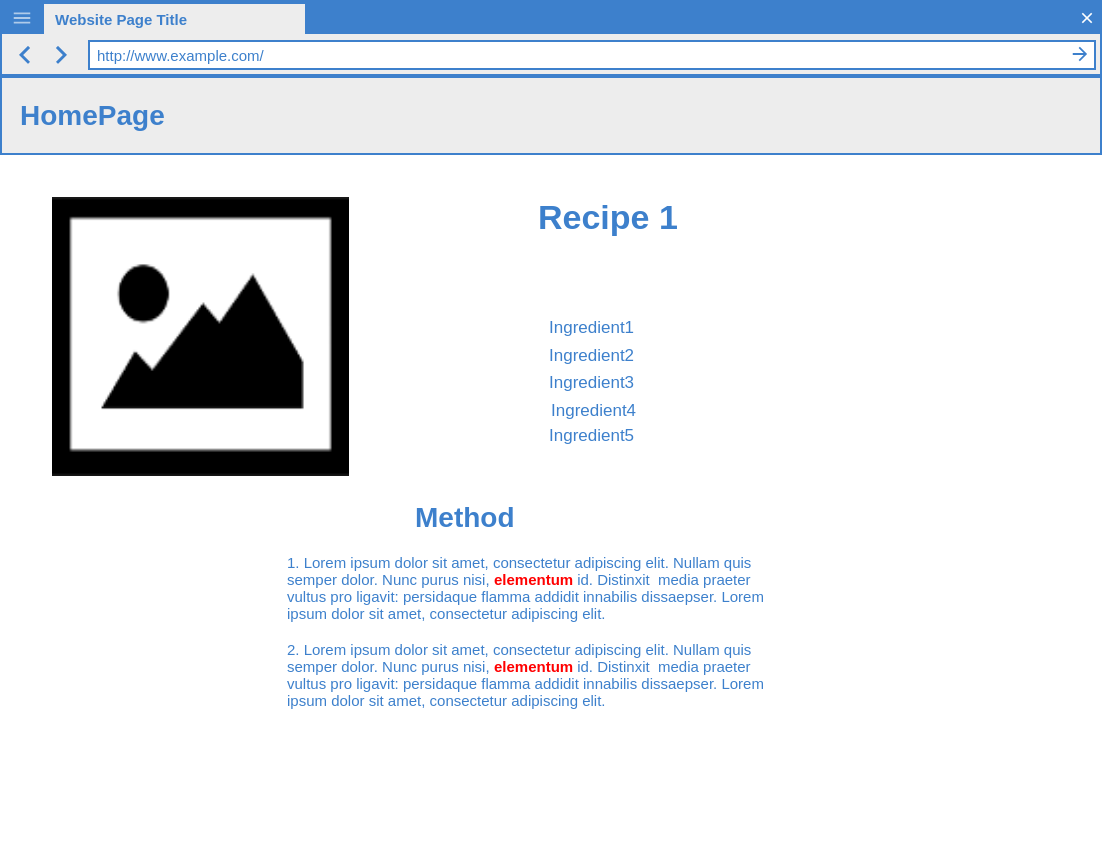 Website Page Title
http://www.example.com/
HomePage
Recipe 1
Ingredient1
Ingredient2
Ingredient3
Ingredient4
Ingredient5
Method
1. Lorem ipsum dolor sit amet, consectetur adipiscing elit. Nullam quis
semper dolor. Nunc purus nisi, elementum id. Distinxit  media praeter
vultus pro ligavit: persidaque flamma addidit innabilis dissaepser. Lorem
ipsum dolor sit amet, consectetur adipiscing elit.
2. Lorem ipsum dolor sit amet, consectetur adipiscing elit. Nullam quis
semper dolor. Nunc purus nisi, elementum id. Distinxit  media praeter
vultus pro ligavit: persidaque flamma addidit innabilis dissaepser. Lorem
ipsum dolor sit amet, consectetur adipiscing elit.